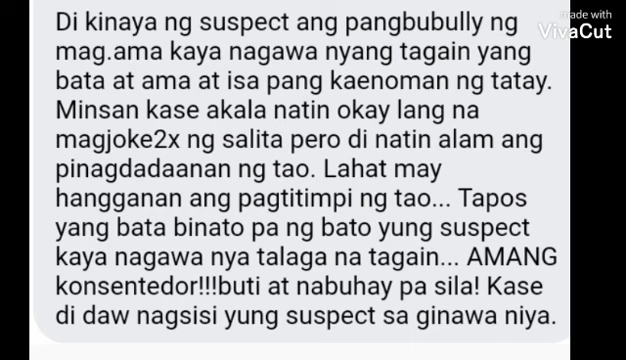 made with
VivaCut
Di kinaya ng suspect ang pangbubully ng
mag.ama kaya nagawa nyang tagain yang
bata at ama at isa pang kaenoman ng tatay.
Minsan kase akala natin okay lang na
magjoke2x ng salita pero di natin alam ang
pinagdadaanan ng tao. Lahat may
hangganan ang pagtitimpi ng tao... Tapos
yang bata binato pa ng bato yung suspect
kaya nagawa nya talaga na tagain... AMANG
konsentedor!!!buti at nabuhay pa sila! Kase
di daw nagsisi yung suspect sa ginawa niya.